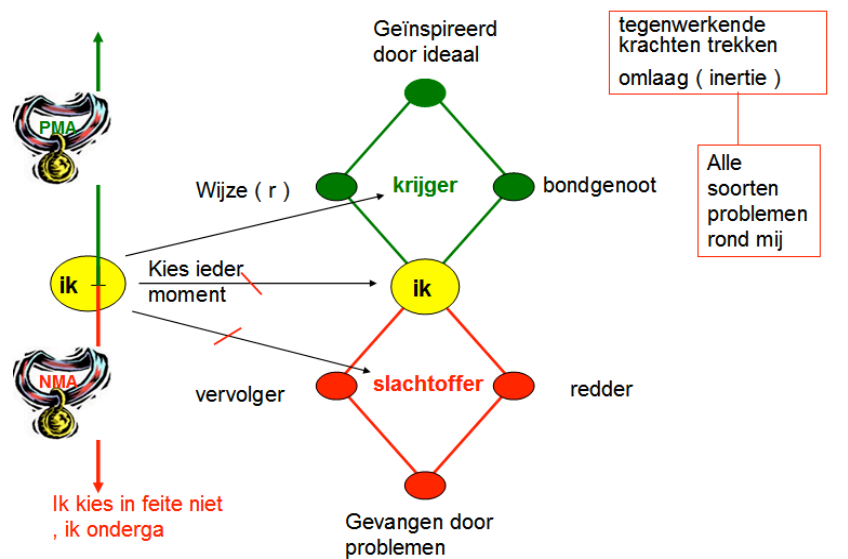 Geïnspireerd
door ideaal
tegenwerkende
krachten trekken
omlaag ( inertie )
PMA
Wijze ( r )
krijger
bondgenoot
Alle
soorten
problemen
rond mij
ik
Kies ieder
moment
ik
NMA
vervolger
slachtoffer
redder
Ik kies in feite niet
, ik onderga
Gevangen door
problemen